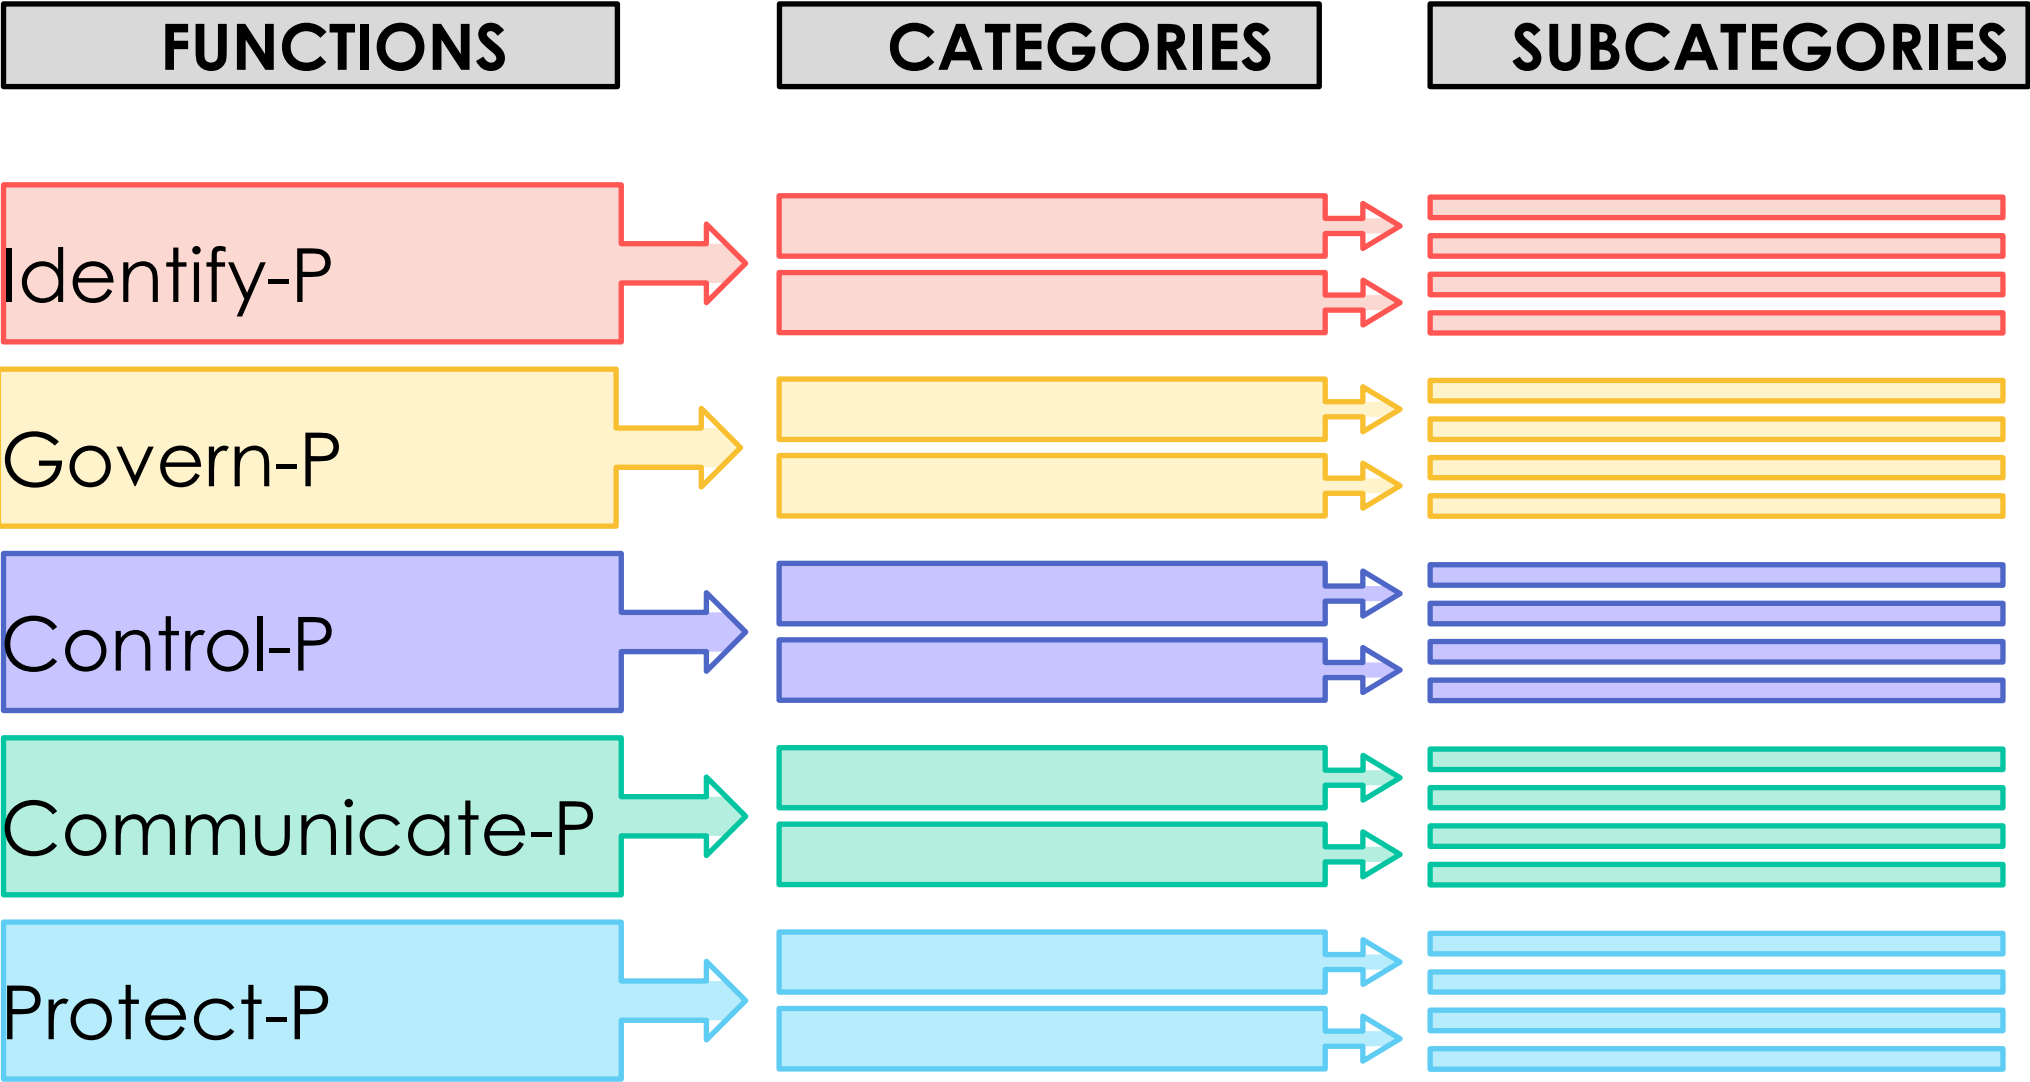 FUNCTIONS
CATEGORIES
SUBCATEGORIES
Identify-P
Govern-P
Control-P
Communicate-P
Protect-P